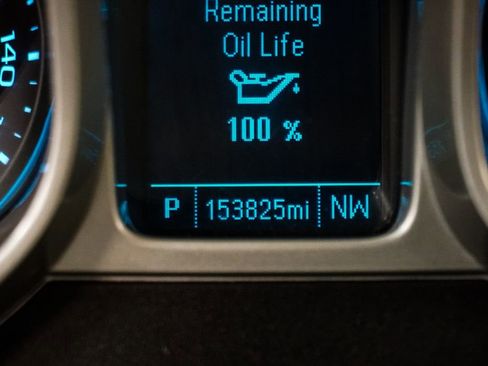 Remaining
Oil Life
100 %
P 153825mi NW
140